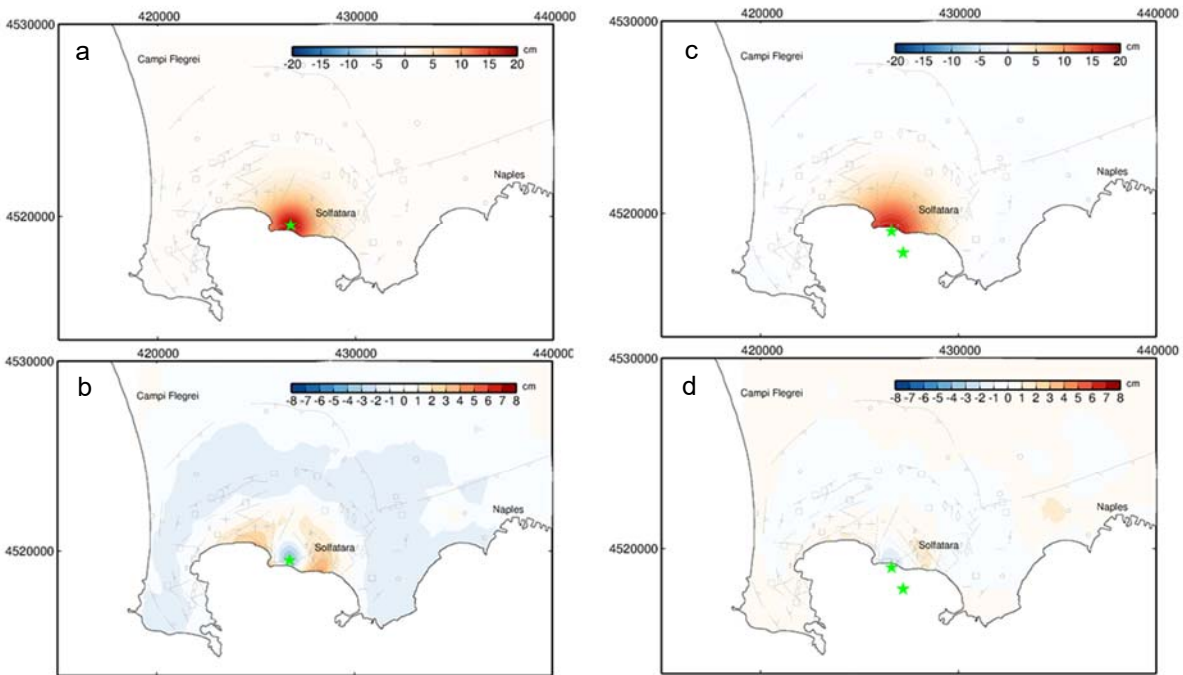 420000 430000 440000
4530000
a
Campi Flegrei
cm
-20 -15 -10 -5 0 5 10 15 20
Naples
Solfatara
4520000
420000 430000 440000
4530000
c
Campi Flegrei
cm
-20 -15 -10 -5 0 5 10 15 20
Naples
Solfatara
4520000
420000 430000 440000
4530000
b
Campi Flegrei
cm
-8 -7 -6 -5 -4 -3 -2 -1 0 1 2 3 4 5 6 7 8
Naples
Solfatara
4520000
420000 430000 440000
4530000
d
Campi Flegrei
cm
-8 -7 -6 -5 -4 -3 -2 -1 0 1 2 3 4 5 6 7 8
Naples
Solfatara
4520000